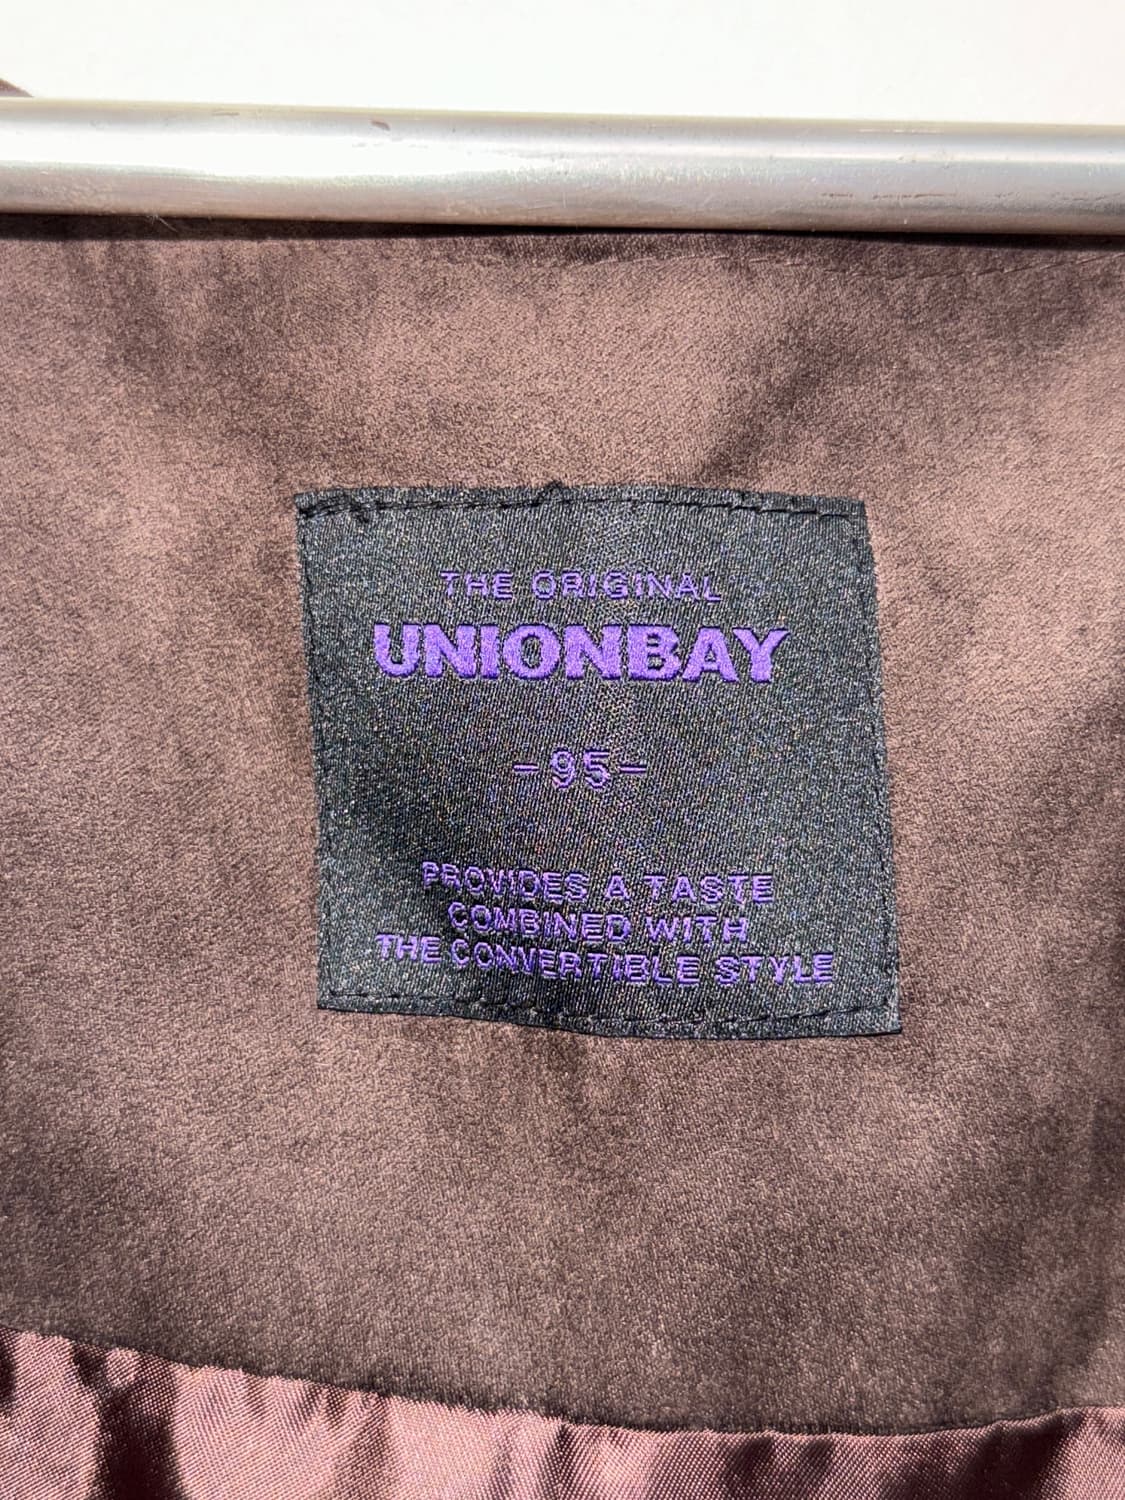 THE ORIGINAL
UNIONBAY
-95-
PROVIDES A TASTE
COMBINED WITH
THE CONVERTIBLE STYLE